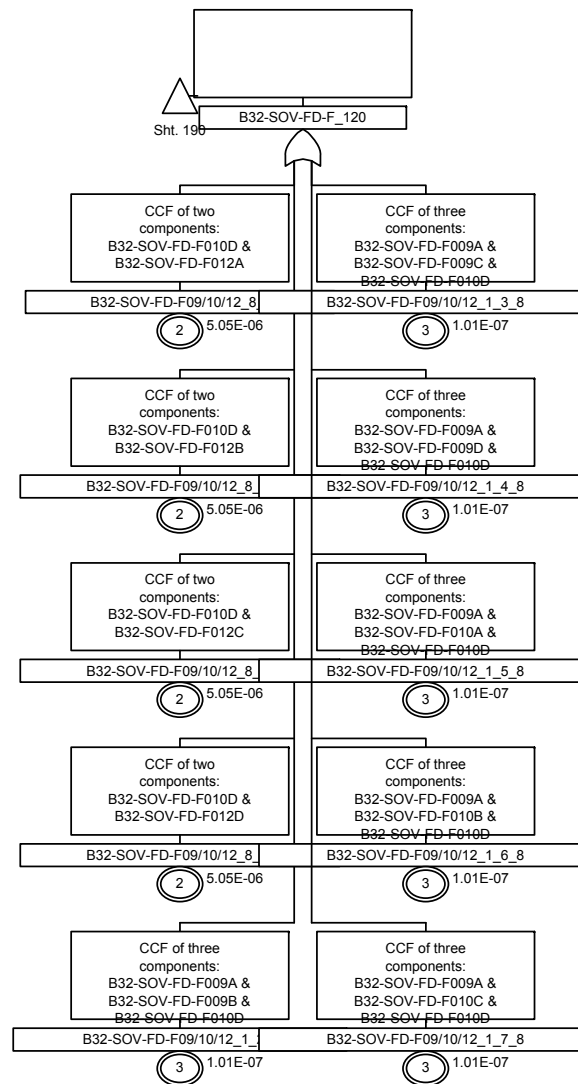 B32-SOV-FD-F_120
Sht. 190
CCF of two
components:
B32-SOV-FD-F010D &
B32-SOV-FD-F012A
B32-SOV-FD-F09/10/12_8_
2
5.05E-06
CCF of three
components:
B32-SOV-FD-F009A &
B32-SOV-FD-F009C &
B32-SOV-FD-F010D
B32-SOV-FD-F09/10/12_1_3_8
3
1.01E-07
CCF of two
components:
B32-SOV-FD-F010D &
B32-SOV-FD-F012B
B32-SOV-FD-F09/10/12_8_
2
5.05E-06
CCF of three
components:
B32-SOV-FD-F009A &
B32-SOV-FD-F009D &
B32-SOV-FD-F010D
B32-SOV-FD-F09/10/12_1_4_8
3
1.01E-07
CCF of two
components:
B32-SOV-FD-F010D &
B32-SOV-FD-F012C
B32-SOV-FD-F09/10/12_8_
2
5.05E-06
CCF of three
components:
B32-SOV-FD-F009A &
B32-SOV-FD-F010A &
B32-SOV-FD-F010D
B32-SOV-FD-F09/10/12_1_5_8
3
1.01E-07
CCF of two
components:
B32-SOV-FD-F010D &
B32-SOV-FD-F012D
B32-SOV-FD-F09/10/12_8_
2
5.05E-06
CCF of three
components:
B32-SOV-FD-F009A &
B32-SOV-FD-F010B &
B32-SOV-FD-F010D
B32-SOV-FD-F09/10/12_1_6_8
3
1.01E-07
CCF of three
components:
B32-SOV-FD-F009A &
B32-SOV-FD-F009B &
B32-SOV-FD-F010D
B32-SOV-FD-F09/10/12_1_
3
1.01E-07
CCF of three
components:
B32-SOV-FD-F009A &
B32-SOV-FD-F010C &
B32-SOV-FD-F010D
B32-SOV-FD-F09/10/12_1_7_8
3
1.01E-07